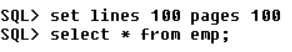 SQL> set lines 100 pages 100
SQL> select * from emp;